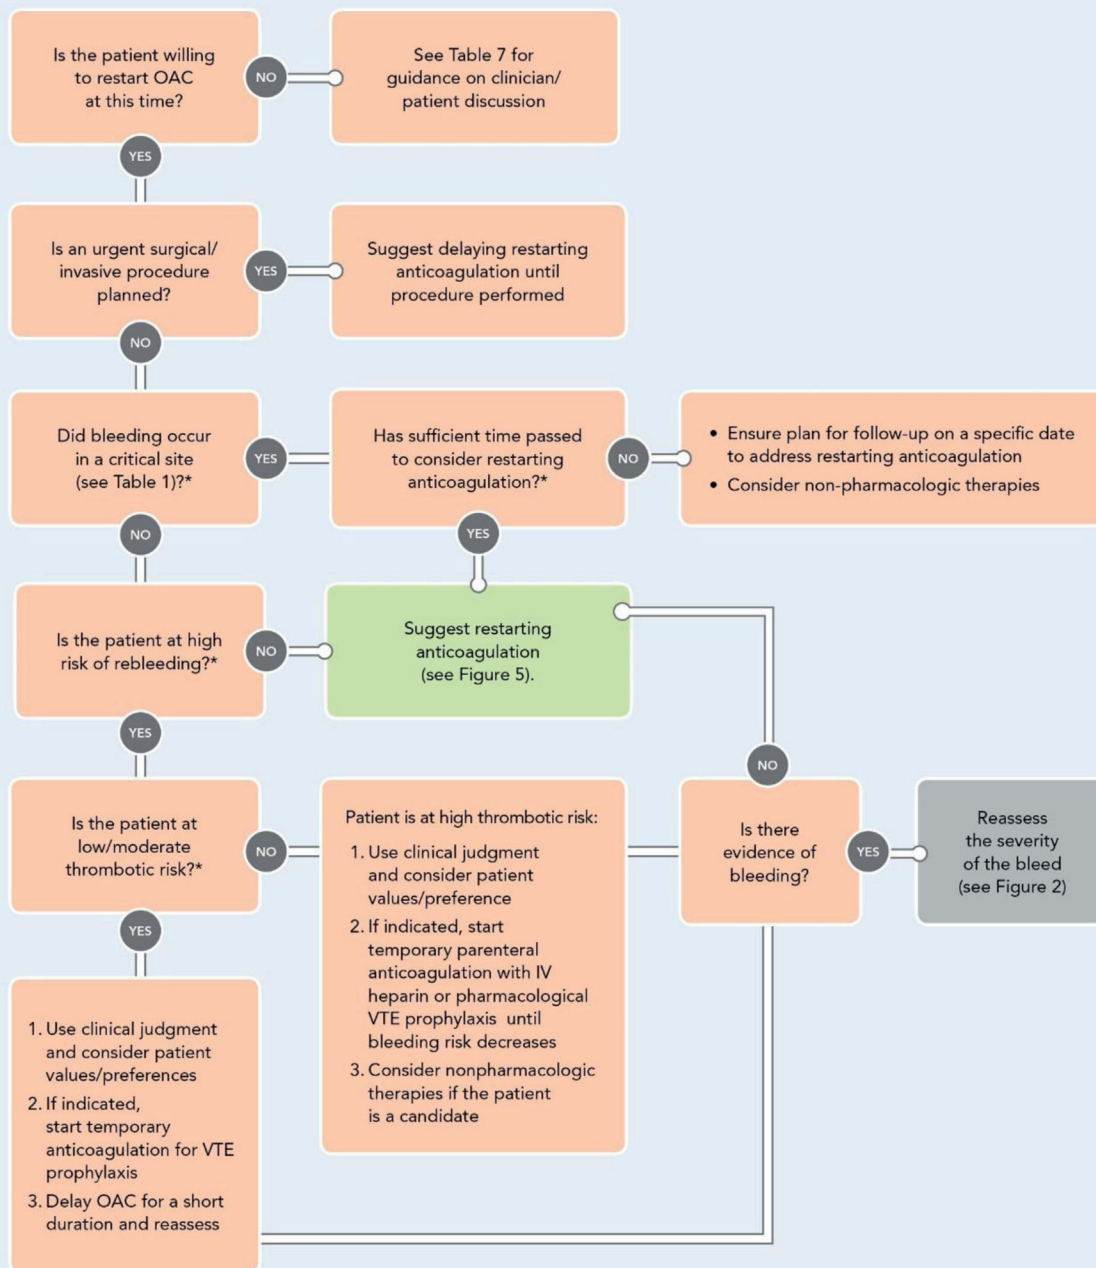 Is the patient willing
to restart OAC
at this time?
NO
See Table 7 for
guidance on clinician/
patient discussion
YES
Is an urgent surgical/
invasive procedure
planned?
YES
Suggest delaying restarting
anticoagulation until
procedure performed
NO
Did bleeding occur
in a critical site
(see Table 1)?*
YES
Has sufficient time passed
to consider restarting
anticoagulation?*
NO
• Ensure plan for follow-up on a specific date
to address restarting anticoagulation
• Consider non-pharmacologic therapies
NO
YES
Is the patient at high
risk of rebleeding?*
NO
Suggest restarting
anticoagulation
(see Figure 5).
YES
NO
Is the patient at
low/moderate
thrombotic risk?*
NO
Patient is at high thrombotic risk:
1. Use clinical judgment
and consider patient
values/preference
2. If indicated, start
temporary parenteral
anticoagulation with IV
heparin or pharmacological
VTE prophylaxis until
bleeding risk decreases
3. Consider nonpharmacologic
therapies if the patient
is a candidate
Is there
evidence of
bleeding?
YES
Reassess
the severity
of the bleed
(see Figure 2)
YES
1. Use clinical judgment
and consider patient
values/preferences
2. If indicated,
start temporary
anticoagulation for VTE
prophylaxis
3. Delay OAC for a short
duration and reassess